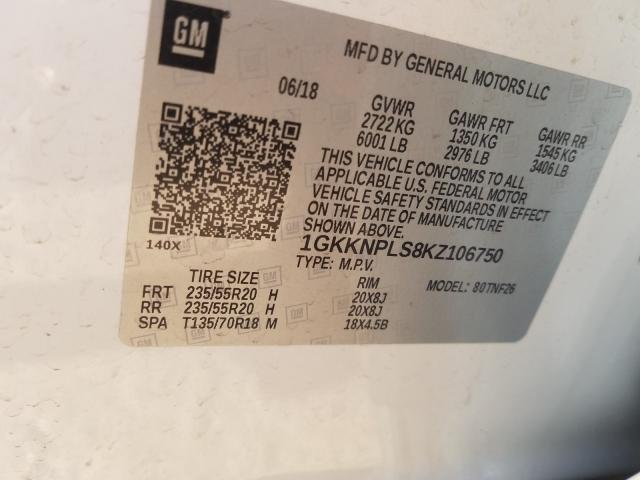 GM
MFD BY GENERAL MOTORS LLC
06/18
GVWR GAWR FRT GAWR RR
2722 KG 1350 KG 1545 KG
6001 LB 2976 LB 3406 LB
THIS VEHICLE CONFORMS TO ALL
APPLICABLE U.S. FEDERAL MOTOR
VEHICLE SAFETY STANDARDS IN EFFECT
ON THE DATE OF MANUFACTURE
SHOWN ABOVE.
140X
1GKKNPLS8KZ106750
TYPE: M.P.V. MODEL: 80TNF26
TIRE SIZE RIM
FRT 235/55R20 H 20X8J
RR 235/55R20 H 20X8J
SPA T135/70R18 M 18X4.5B